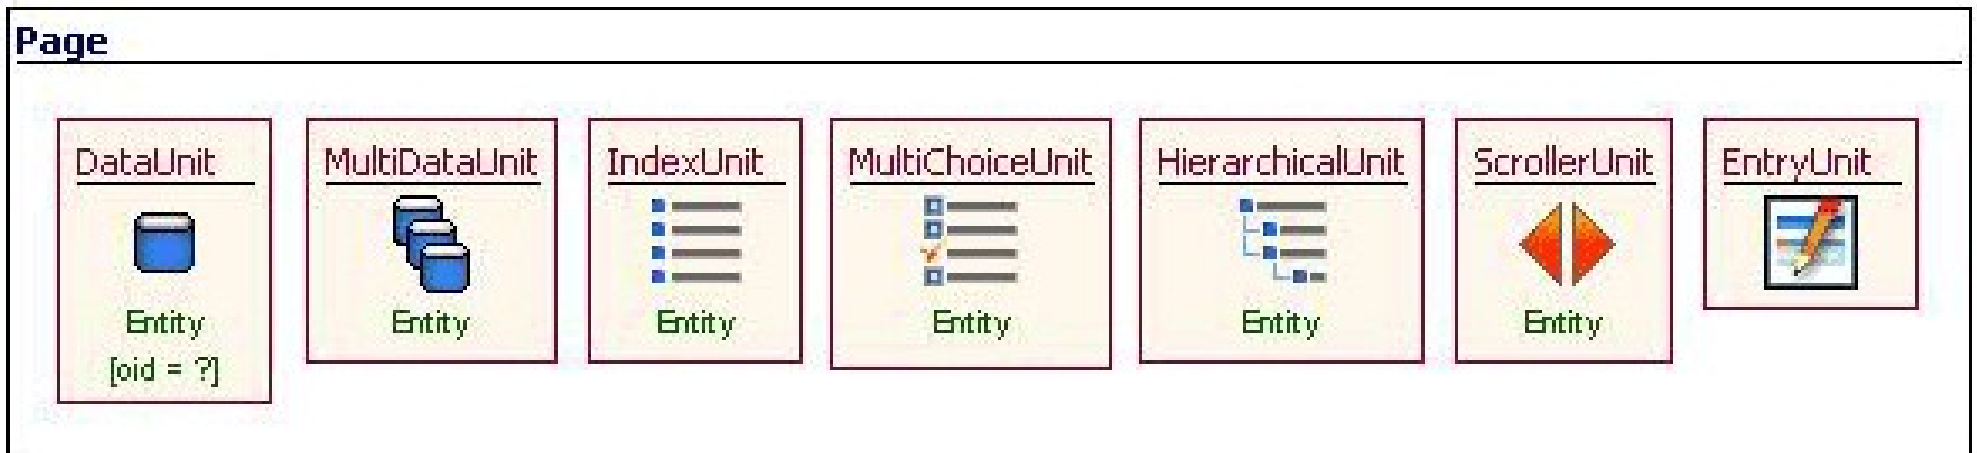 Page
DataUnit
Entity
[oid = ?]
MultiDataUnit
Entity
IndexUnit
Entity
MultiChoiceUnit
Entity
HierarchicalUnit
Entity
ScrollerUnit
Entity
EntryUnit